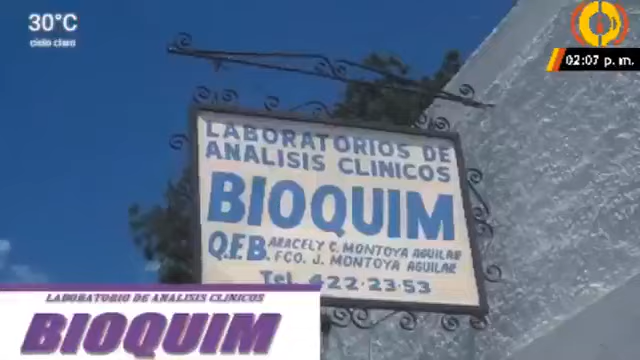 30°C
cielo claro
02:07 p. m.
LABORATORIOS DE
ANALISIS CLINICOS
BIOQUIM
Q.F.B. ARACELY C. MONTOYA AGUILAR
FCO. J. MONTOYA AGUILAR
Tel. 422-23-53
LABORATORIO DE ANALISIS CLINICOS
BIOQUIM